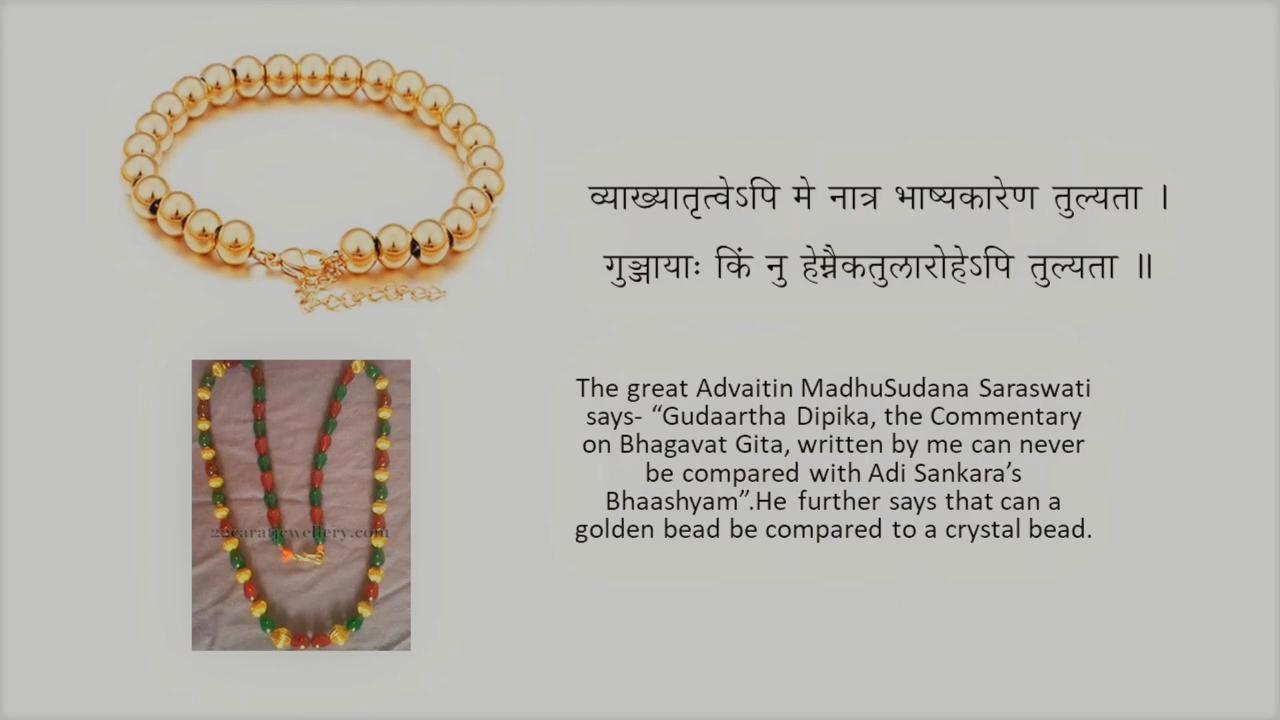 व्याख्यातृत्वेऽपि मे नात्र भाष्यकारेण तुल्यता ।
गुञ्जायाः किं नु हेम्नैकतुलारोहेऽपि तुल्यता ॥
The great Advaitin MadhuSudana Saraswati
says- “Gudaartha Dipika, the Commentary
on Bhagavat Gita, written by me can never
be compared with Adi Sankara’s
Bhaashyam”.He further says that can a
golden bead be compared to a crystal bead.
22caratjewellery.com